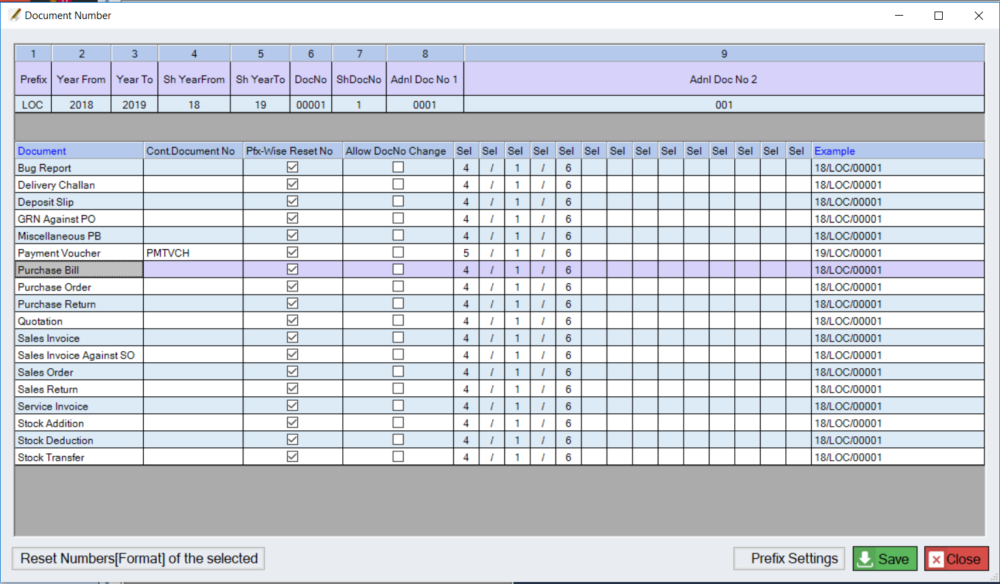 Document Number
1 2 3 4 5 6 7 8 9
Prefix Year From Year To Sh YearFrom Sh YearTo DocNo ShDocNo Adnl Doc No 1 Adnl Doc No 2
LOC 2018 2019 18 19 00001 1 0001 001
Document Cont.Document No Pfx-Wise Reset No Allow DocNo Change Sel Sel Sel Sel Sel Sel Sel Sel Sel Sel Sel Sel Sel Sel Example
Bug Report 4 / 1 / 6 18/LOC/00001
Delivery Challan 4 / 1 / 6 18/LOC/00001
Deposit Slip 4 / 1 / 6 18/LOC/00001
GRN Against PO 4 / 1 / 6 18/LOC/00001
Miscellaneous PB 4 / 1 / 6 18/LOC/00001
Payment Voucher PMTVCH 5 / 1 / 6 19/LOC/00001
Purchase Bill 4 / 1 / 6 18/LOC/00001
Purchase Order 4 / 1 / 6 18/LOC/00001
Purchase Return 4 / 1 / 6 18/LOC/00001
Quotation 4 / 1 / 6 18/LOC/00001
Sales Invoice 4 / 1 / 6 18/LOC/00001
Sales Invoice Against SO 4 / 1 / 6 18/LOC/00001
Sales Order 4 / 1 / 6 18/LOC/00001
Sales Return 4 / 1 / 6 18/LOC/00001
Service Invoice 4 / 1 / 6 18/LOC/00001
Stock Addition 4 / 1 / 6 18/LOC/00001
Stock Deduction 4 / 1 / 6 18/LOC/00001
Stock Transfer 4 / 1 / 6 18/LOC/00001
Reset Numbers[Format] of the selected Prefix Settings Save Close